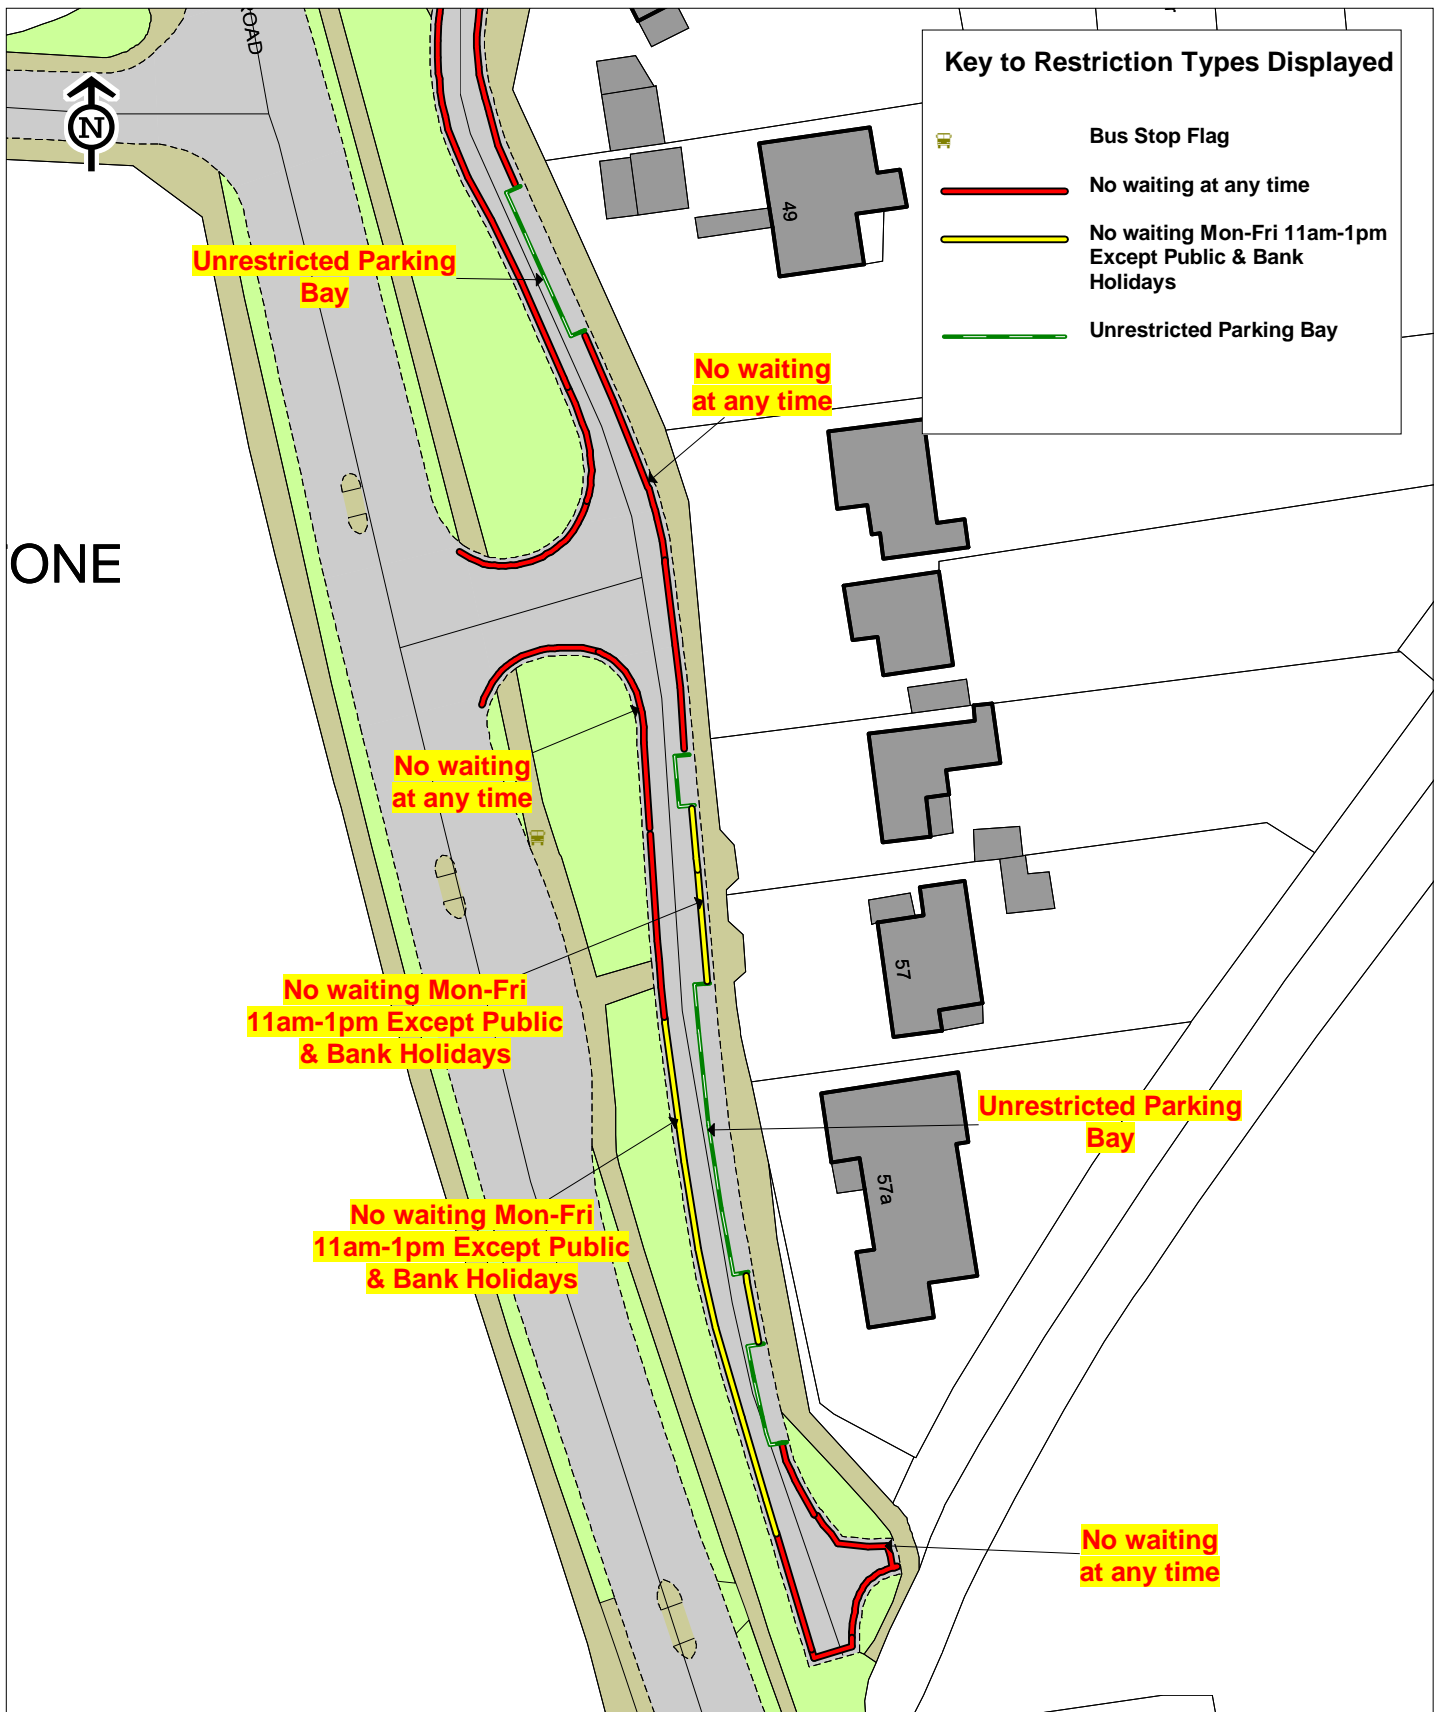 ROAD
N
Key to Restriction Types Displayed
Bus Stop Flag
No waiting at any time
No waiting Mon-Fri 11am-1pm
Except Public & Bank
Holidays
Unrestricted Parking Bay
49
Unrestricted Parking
Bay
No waiting
at any time
ONE
No waiting
at any time
57
No waiting Mon-Fri
11am-1pm Except Public
& Bank Holidays
Unrestricted Parking
Bay
57a
No waiting Mon-Fri
11am-1pm Except Public
& Bank Holidays
No waiting
at any time